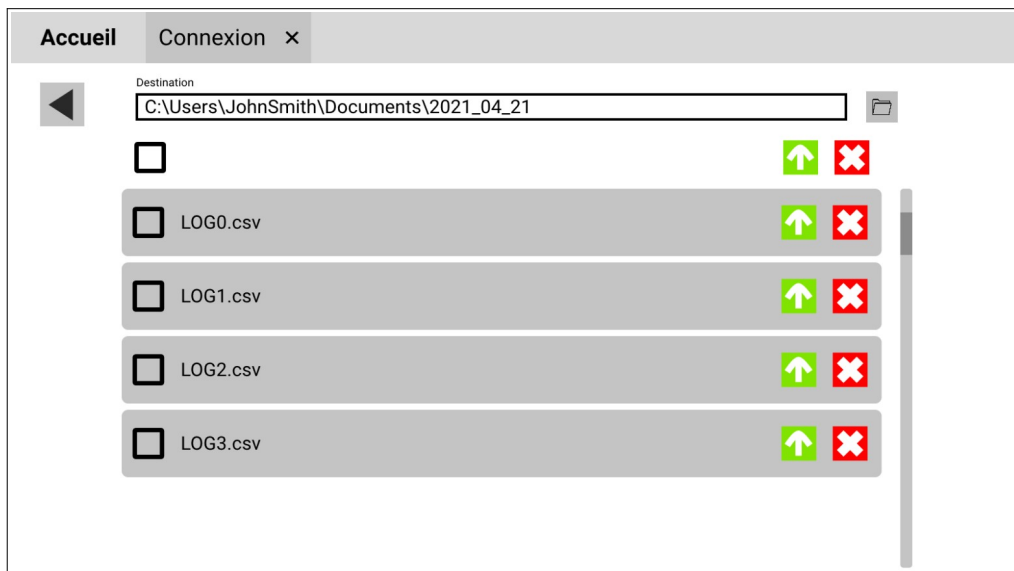 Accueil Connexion ×
Destination
C:\Users\JohnSmith\Documents\2021_04_21
LOG0.csv
LOG1.csv
LOG2.csv
LOG3.csv